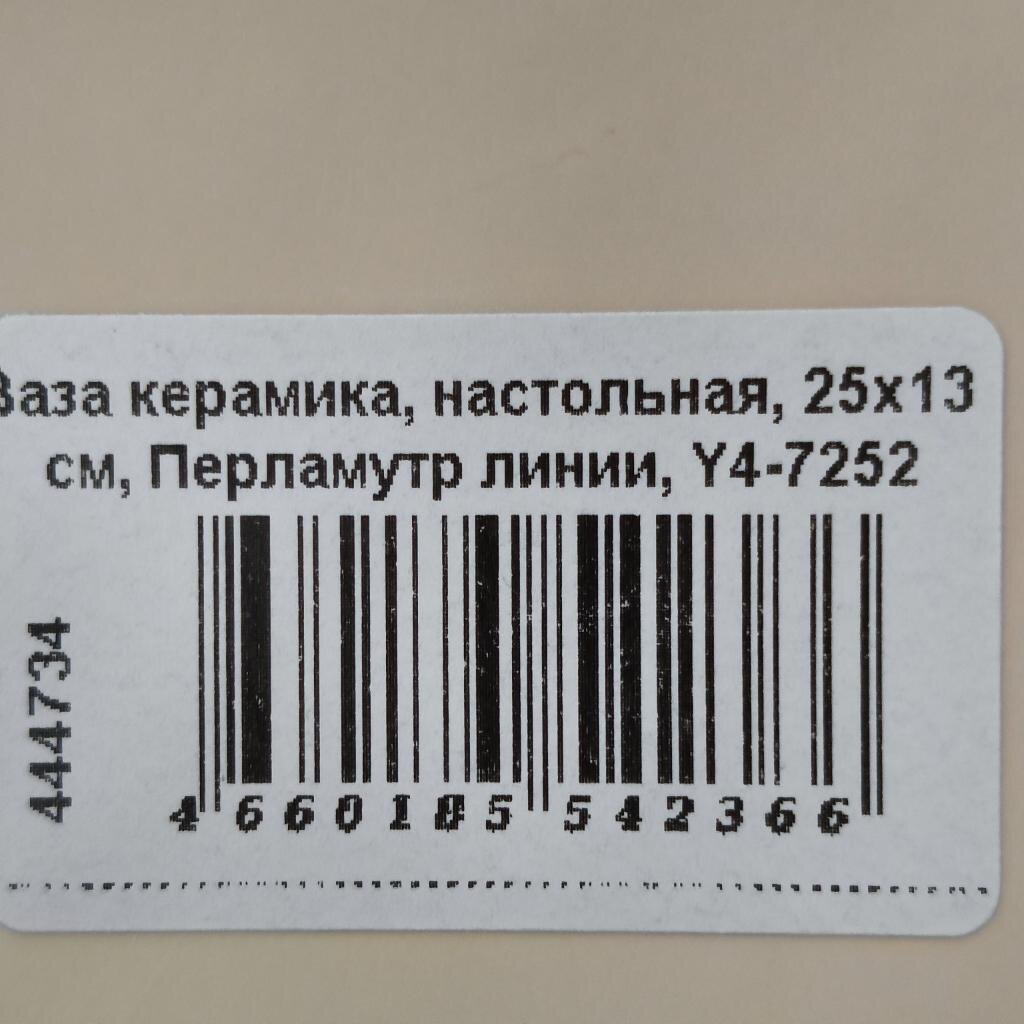 Ваза керамика, настольная, 25х13
см, Перламутр линии, Y4-7252
444734
4 660185 542366